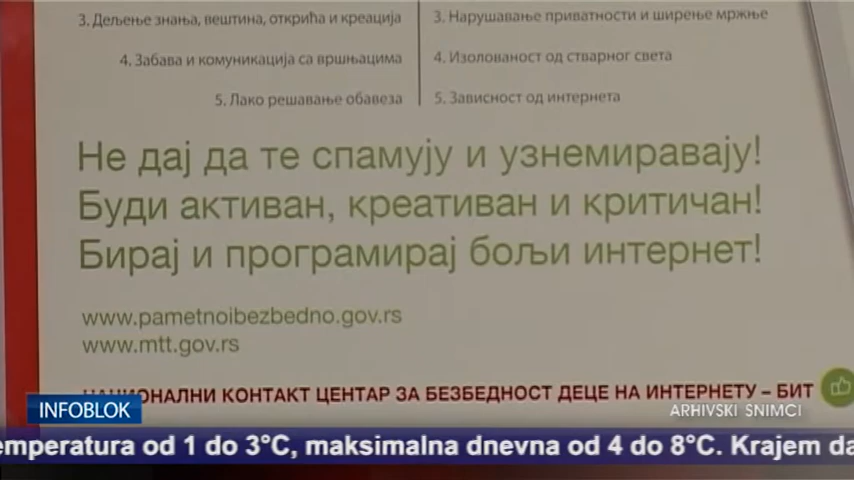 3. Дељење знања, вештина, открића и креација
3. Нарушавање приватности и ширење мржње
4. Забава и комуникација са вршњацима
4. Изолованост од стварног света
5. Лако решавање обавеза
5. Зависност од интернета
Не дај да те спамују и узнемиравају!
Буди активан, креативан и критичан!
Бирај и програмирај бољи интернет!
www.pametnoibezbedno.gov.rs
www.mtt.gov.rs
НАЦИОНАЛНИ КОНТАКТ ЦЕНТАР ЗА БЕЗБЕДНОСТ ДЕЦЕ НА ИНТЕРНЕТУ – БИТ
INFOBLOK
ARHIVSKI SNIMCI
emperatura od 1 do 3°C, maksimalna dnevna od 4 do 8°C. Krajem da